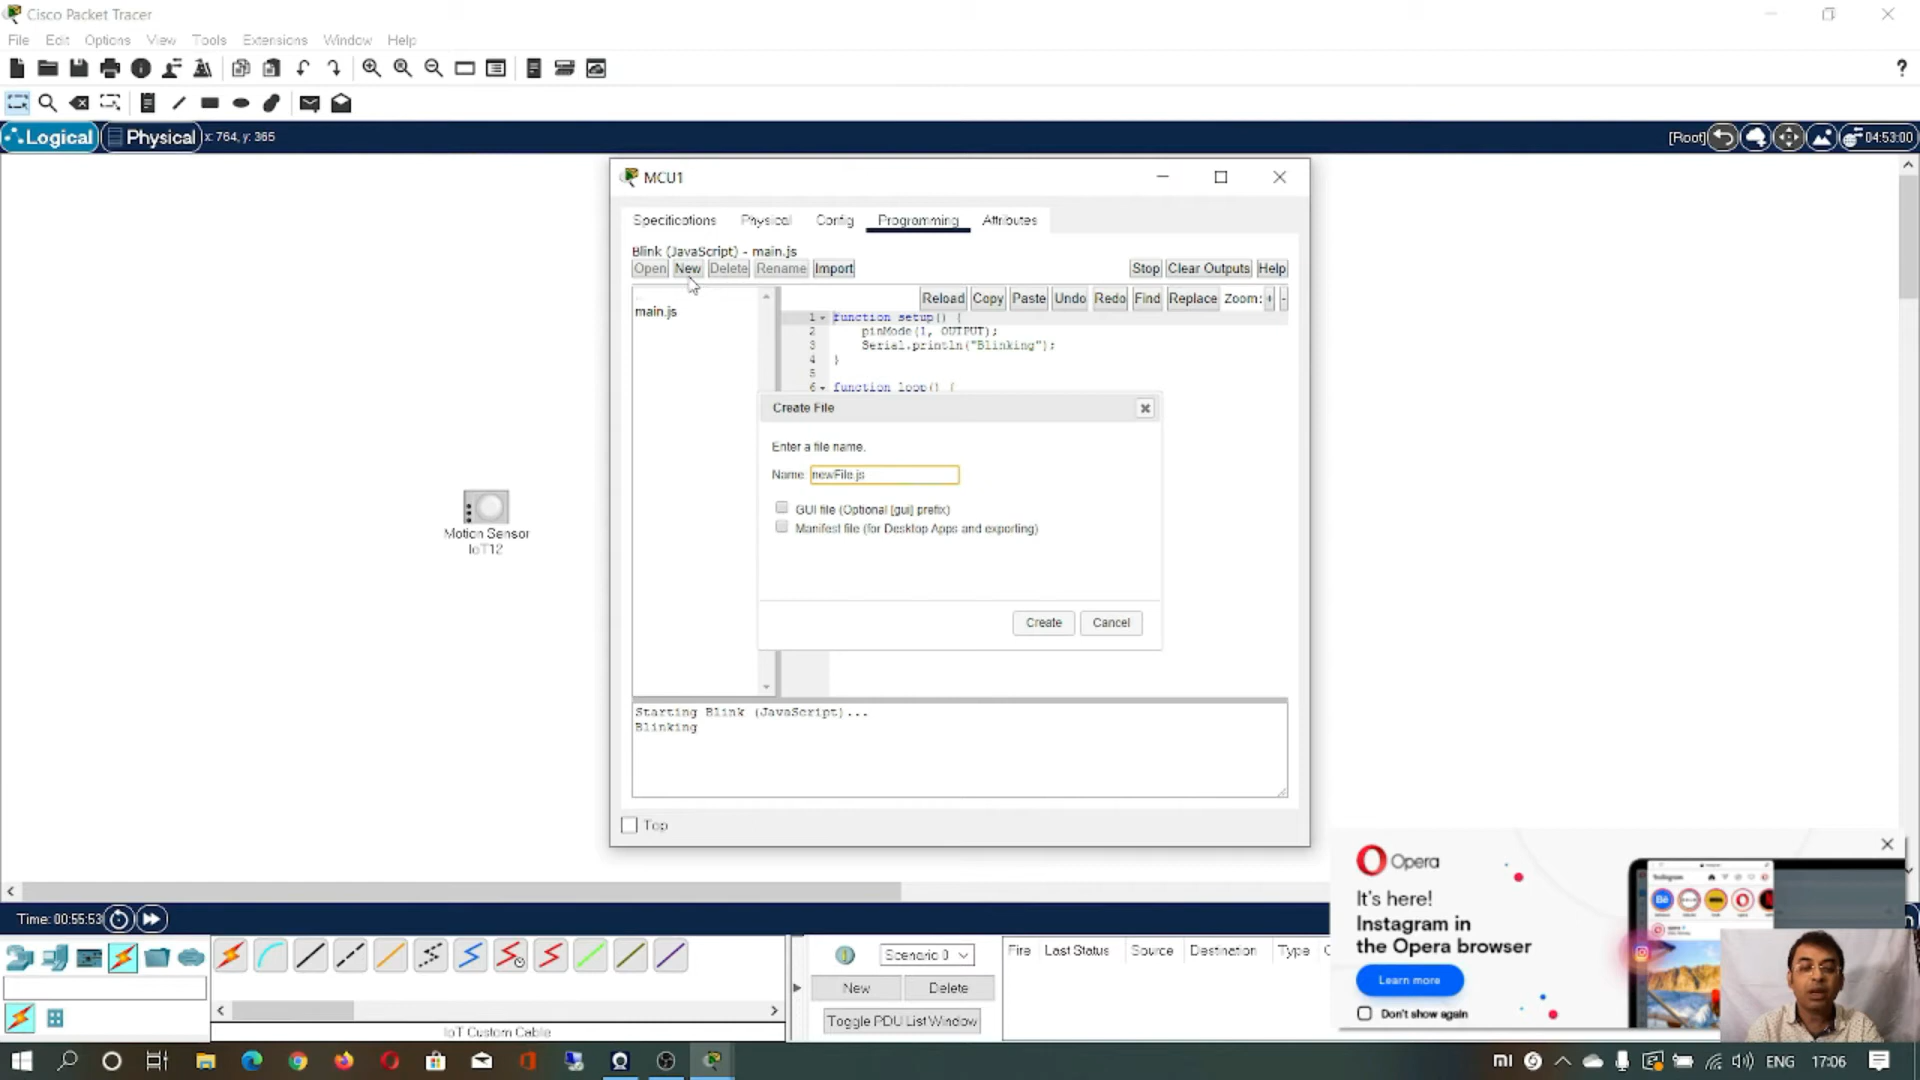 Cisco Packet Tracer
File Edit Options View Tools Extensions Window Help
?
Logical Physical x: 764, y: 365 [Root] 04:53:00
MCU1
Specifications Physical Config Programming Attributes
Blink (JavaScript) - main.js
Open New Delete Rename Import Stop Clear Outputs Help
Reload Copy Paste Undo Redo Find Replace Zoom: + -
main.js
1 function setup() {
2 pinMode(1, OUTPUT);
3 Serial.println("Blinking");
4 }
5
6 function loop() {
Create File
Enter a file name.
Name: newFile.js
GUI file (Optional [gui] prefix)
Manifest file (for Desktop Apps and exporting)
Create Cancel
Motion Sensor
IoT12
Starting Blink (JavaScript)...
Blinking
Top
Opera
It's here!
Instagram in
the Opera browser
Learn more
Don't show again
Time: 00:55:53
Scenario 0
Fire Last Status Source Destination Type
New Delete
Toggle PDU List Window
IoT Custom Cable
ENG 17:06